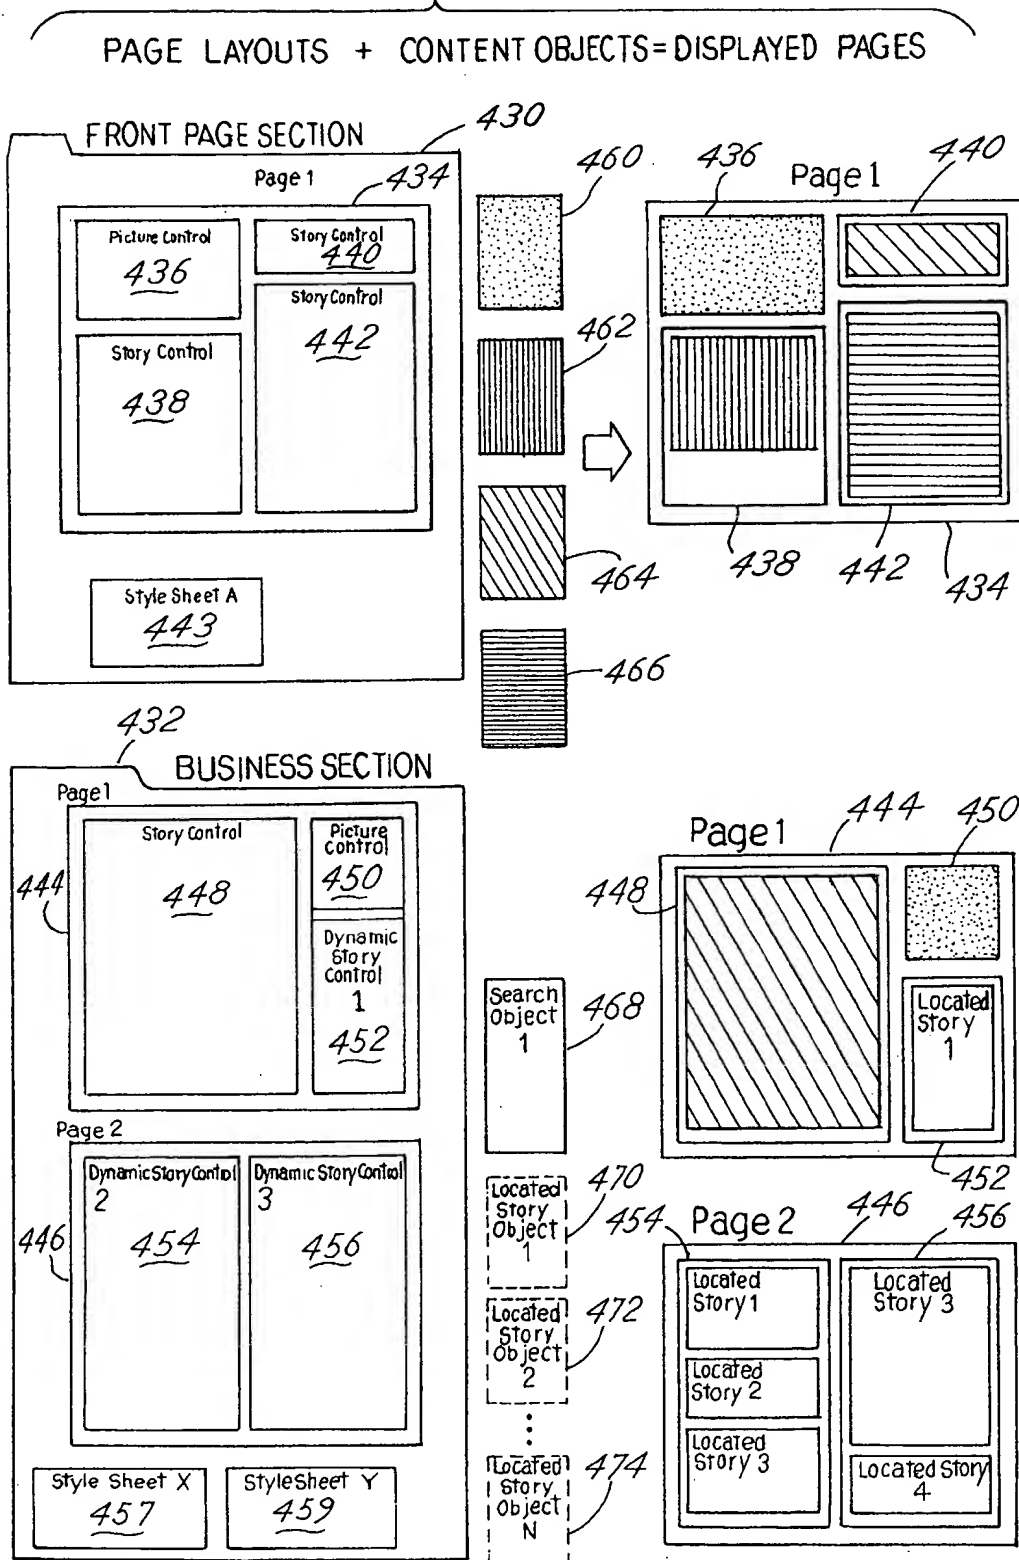 PAGE LAYOUTS + CONTENT OBJECTS = DISPLAYED PAGES
FRONT PAGE SECTION
430
Page 1
434
Picture Control
436
Story Control
440
Story Control
438
Story Control
442
Style Sheet A
443
460
462
464
466
Page 1
436
440
438
442
434
432
BUSINESS SECTION
Page 1
444
Story Control
448
Picture
Control
450
Dynamic
Story
Control
1
452
Page 2
446
Dynamic Story Control
2
454
Dynamic Story Control
3
456
Style Sheet X
457
Style Sheet Y
459
Search
Object
1
468
Located
Story
Object
1
470
Located
Story
Object
2
472
Located
Story
Object
N
474
Page 1
444
450
448
Located
Story
1
452
Page 2
446
456
454
Located
Story 1
Located
Story 2
Located
Story 3
Located
Story 3
Located Story
4